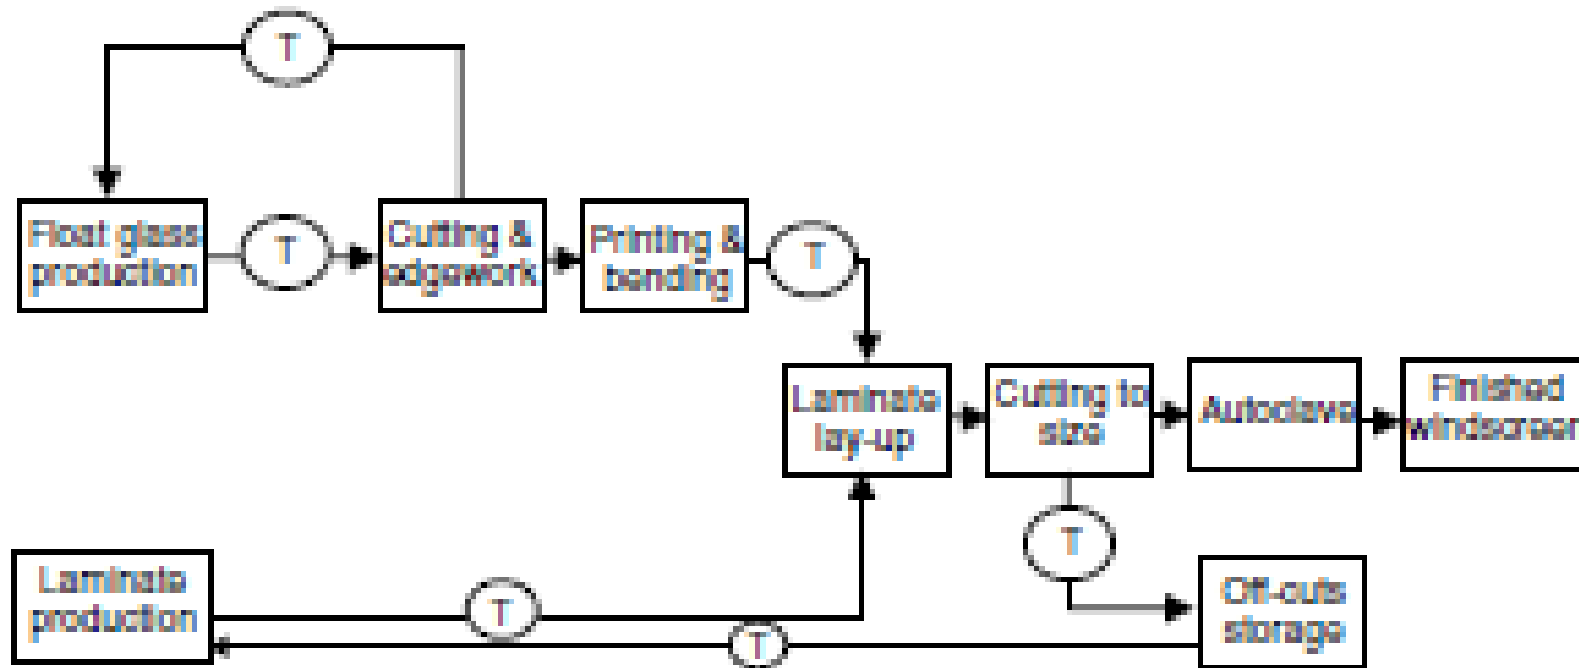 T
Float glass
production
T
Cutting &
edgework
Printing &
bending
T
Laminate
lay-up
Cutting to
size
Autoclave
Finished
windscreen
T
Laminate
production
T
T
Off-cuts
storage